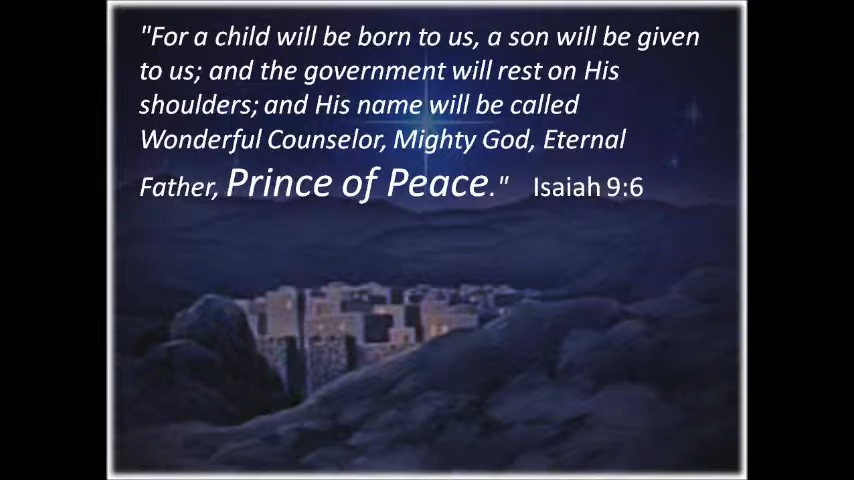 "For a child will be born to us, a son will be given
to us; and the government will rest on His
shoulders; and His name will be called
Wonderful Counselor, Mighty God, Eternal
Father, Prince of Peace." Isaiah 9:6